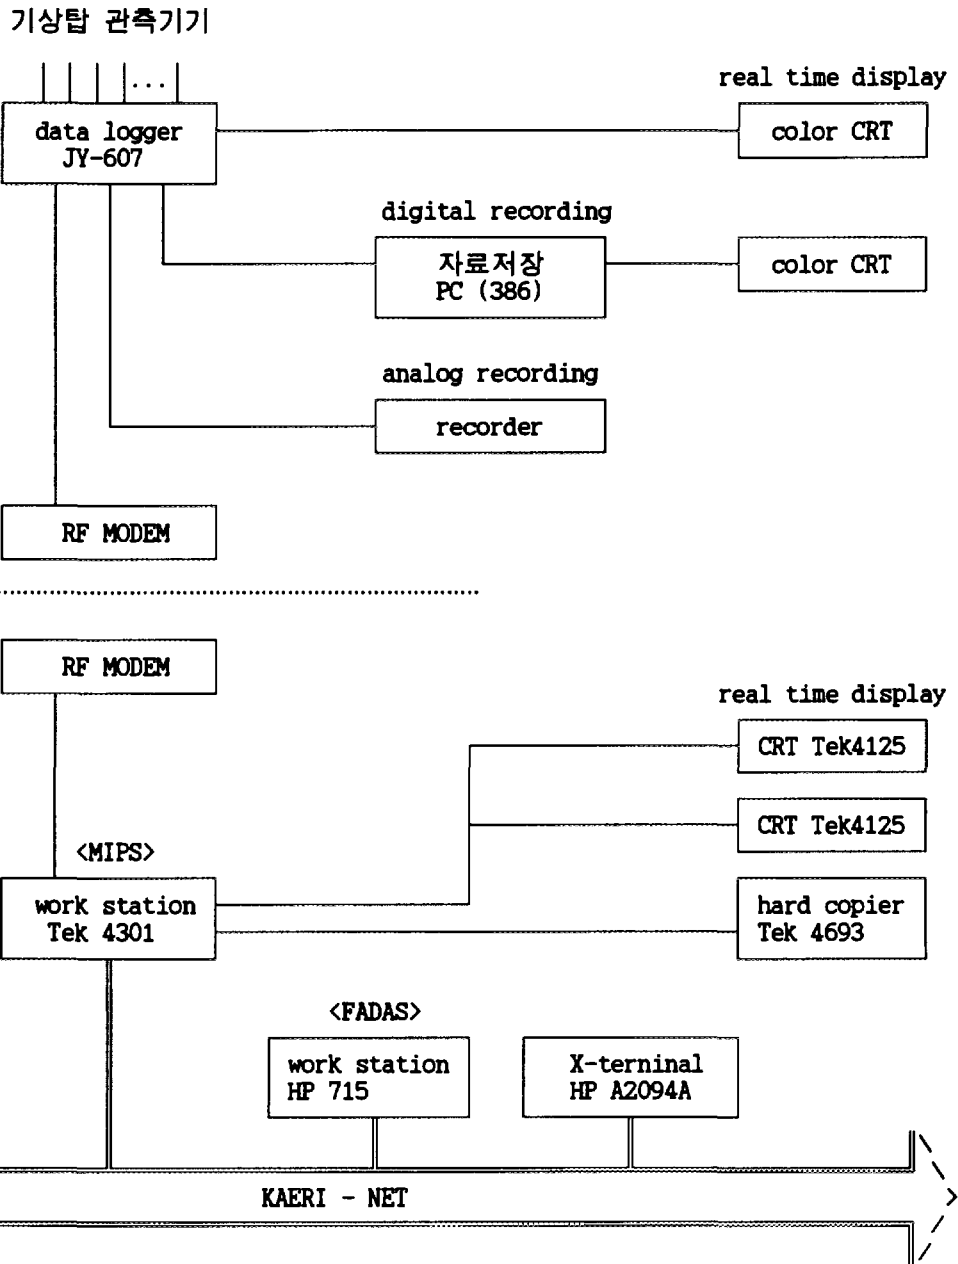 기상탑 관측기기
...
real time display
data logger
JY-607
color CRT
digital recording
자료저장
PC (386)
color CRT
analog recording
recorder
RF MODEM
RF MODEM
real time display
CRT Tek4125
CRT Tek4125
<MIPS>
work station
Tek 4301
hard copier
Tek 4693
<FADAS>
work station
HP 715
X-terninal
HP A2094A
KAERI - NET